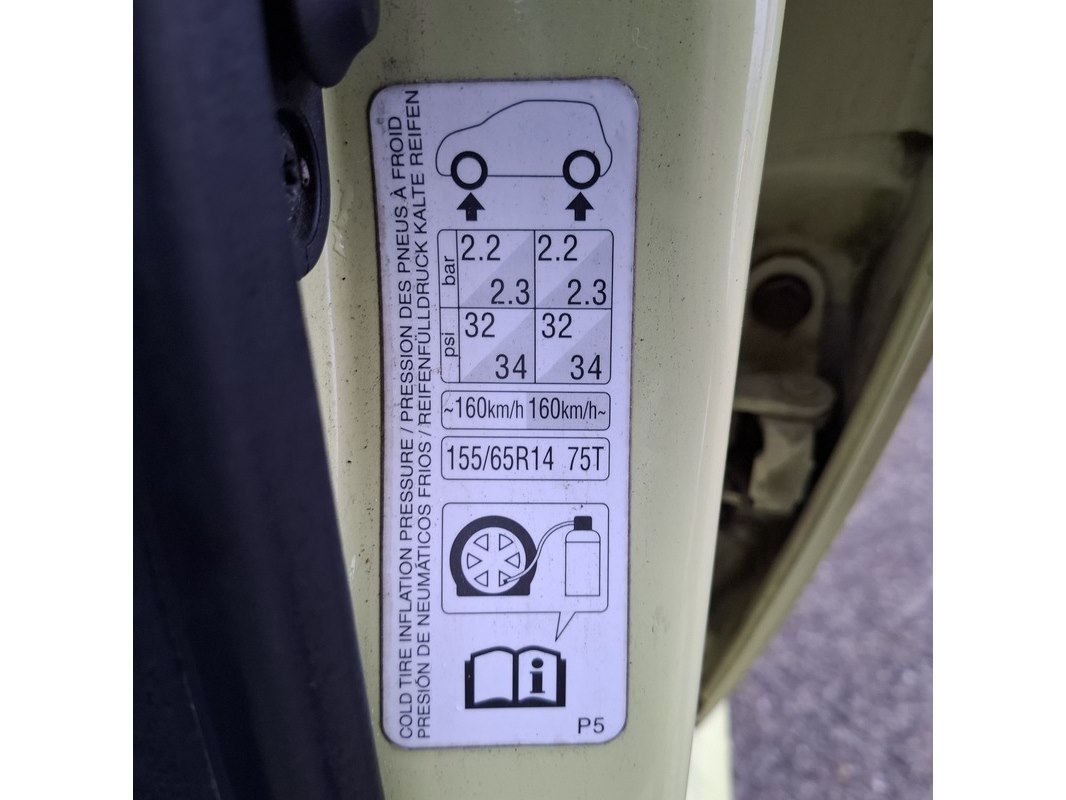 COLD TIRE INFLATION PRESSURE / PRESSION DES PNEUS À FROID
PRESIÓN DE NEUMÁTICOS FRIOS / REIFENFÜLLDRUCK KALTE REIFEN
bar 2.2 2.2
2.3 2.3
psi 32 32
34 34
~160km/h 160km/h~
155/65R14 75T
i
P5